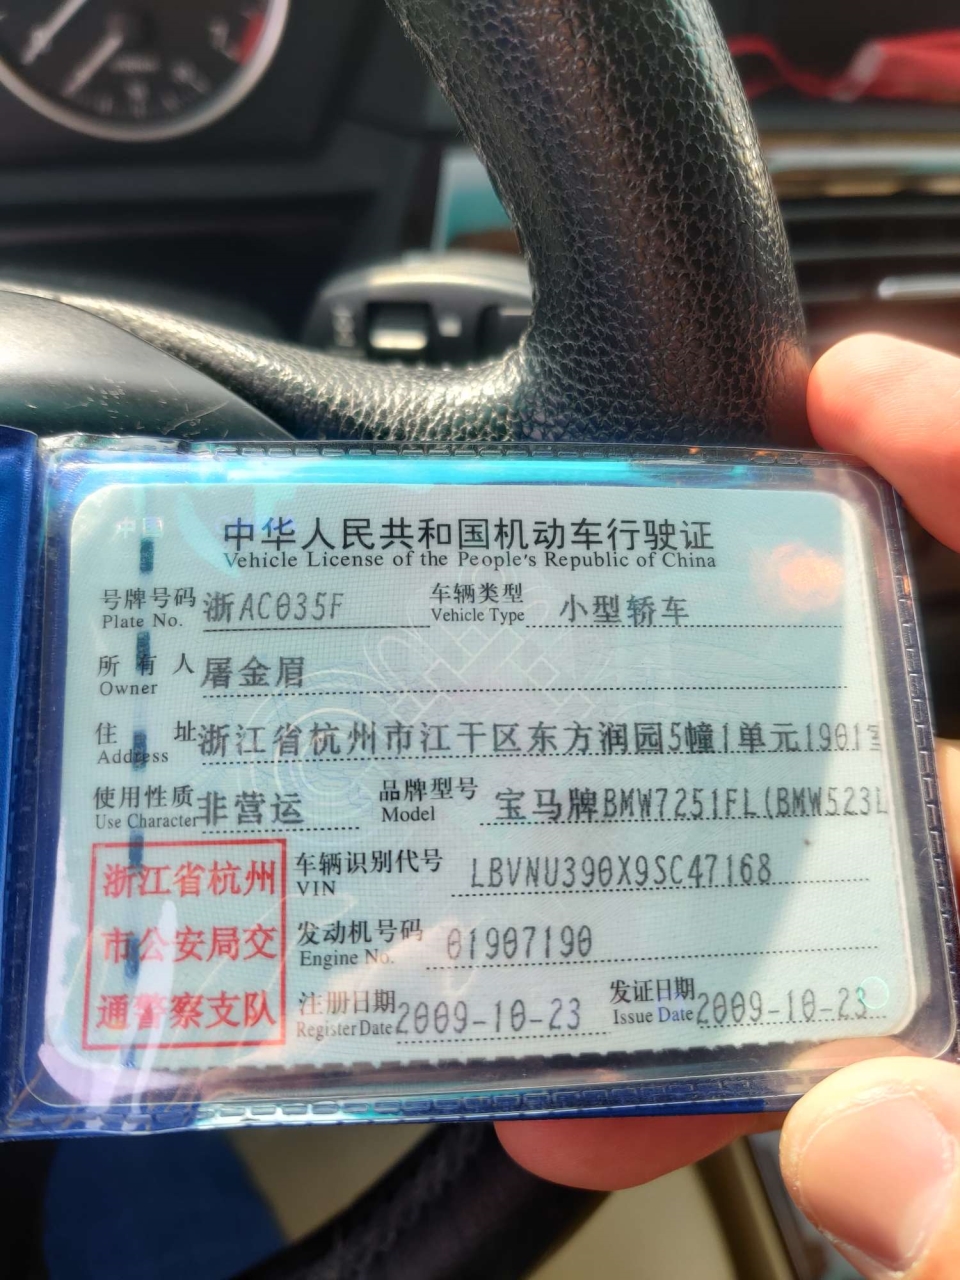 中国
中华人民共和国机动车行驶证
Vehicle License of the People's Republic of China
号牌号码 浙AC035F 车辆类型 小型轿车
Plate No. Vehicle Type
所有人 屠金眉
Owner
住址 浙江省杭州市江干区东方润园5幢1单元1901室
Address
使用性质 非营运 品牌型号 宝马牌BMW7251FL(BMW523L
Use Character Model
浙江省杭州
市公安局交
通警察支队
车辆识别代号 LBVNU390X9SC47168
VIN
发动机号码 01907190
Engine No.
注册日期 2009-10-23 发证日期 2009-10-23
Register Date Issue Date